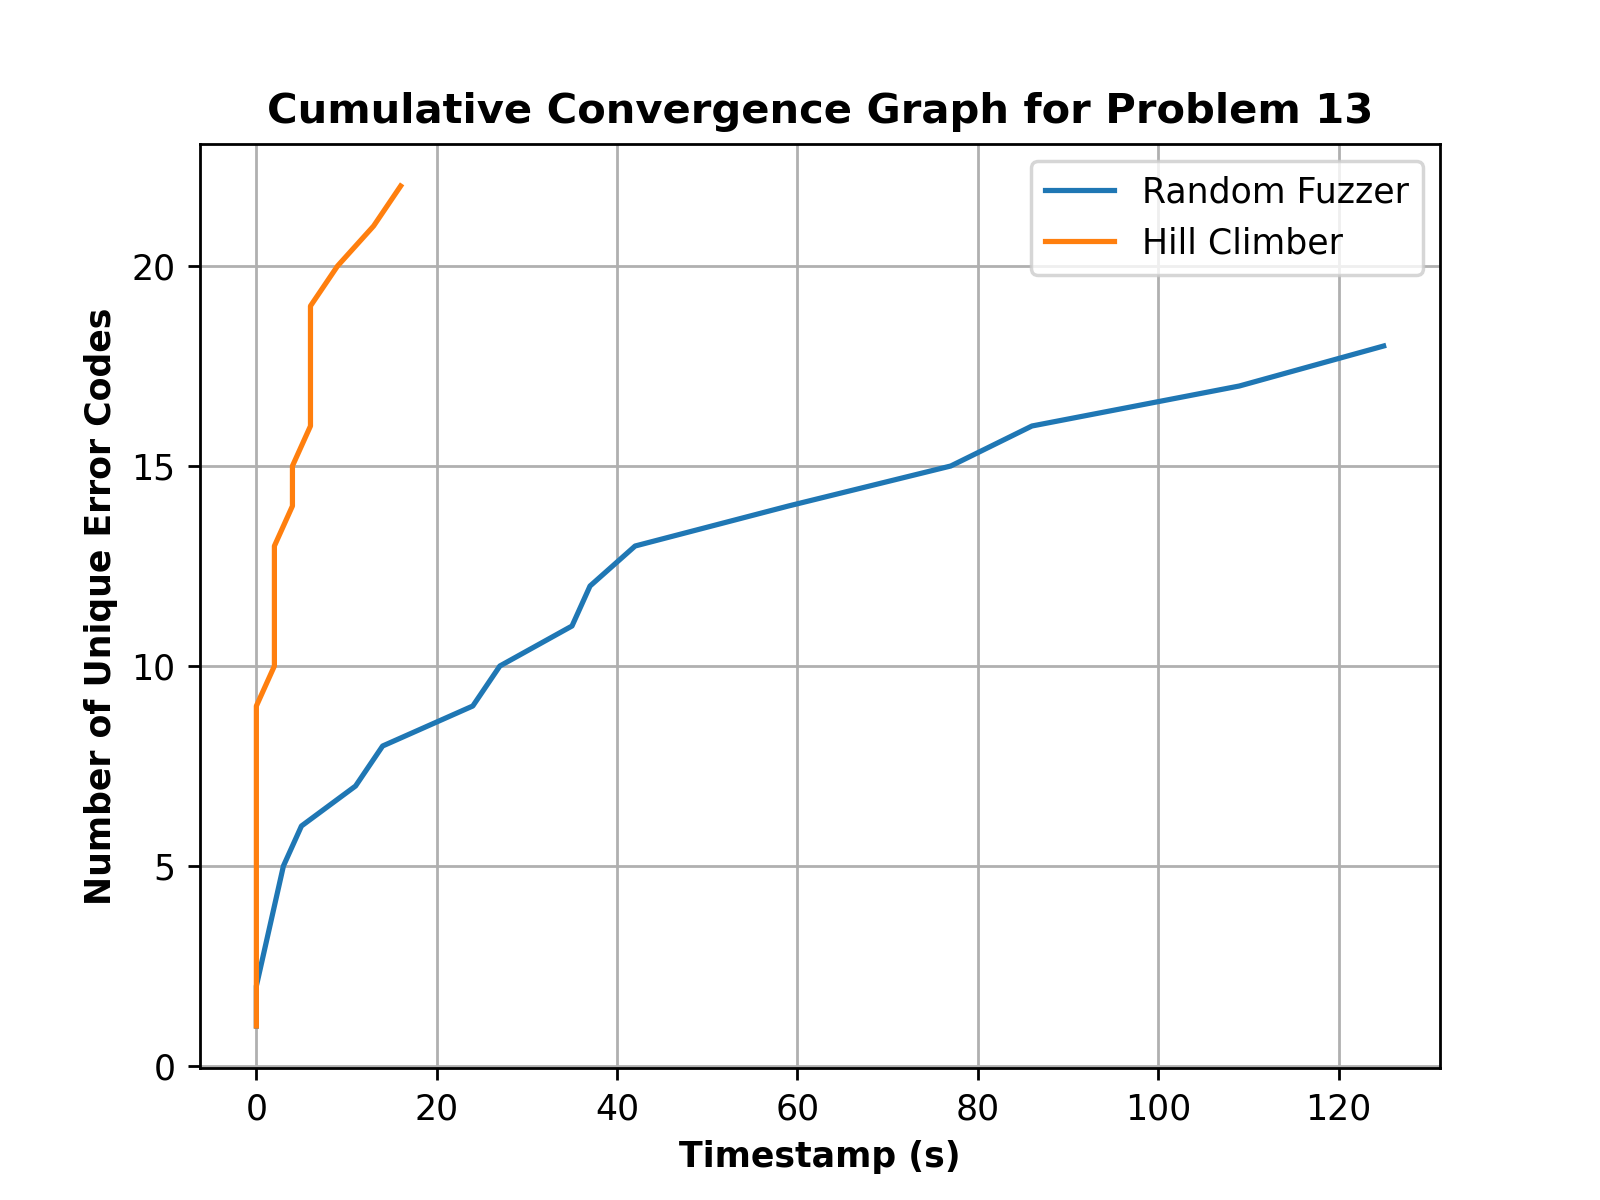 Cumulative Convergence Graph for Problem 13
Random Fuzzer
Hill Climber
Number of Unique Error Codes
20
15
10
5
0
0 20 40 60 80 100 120
Timestamp (s)